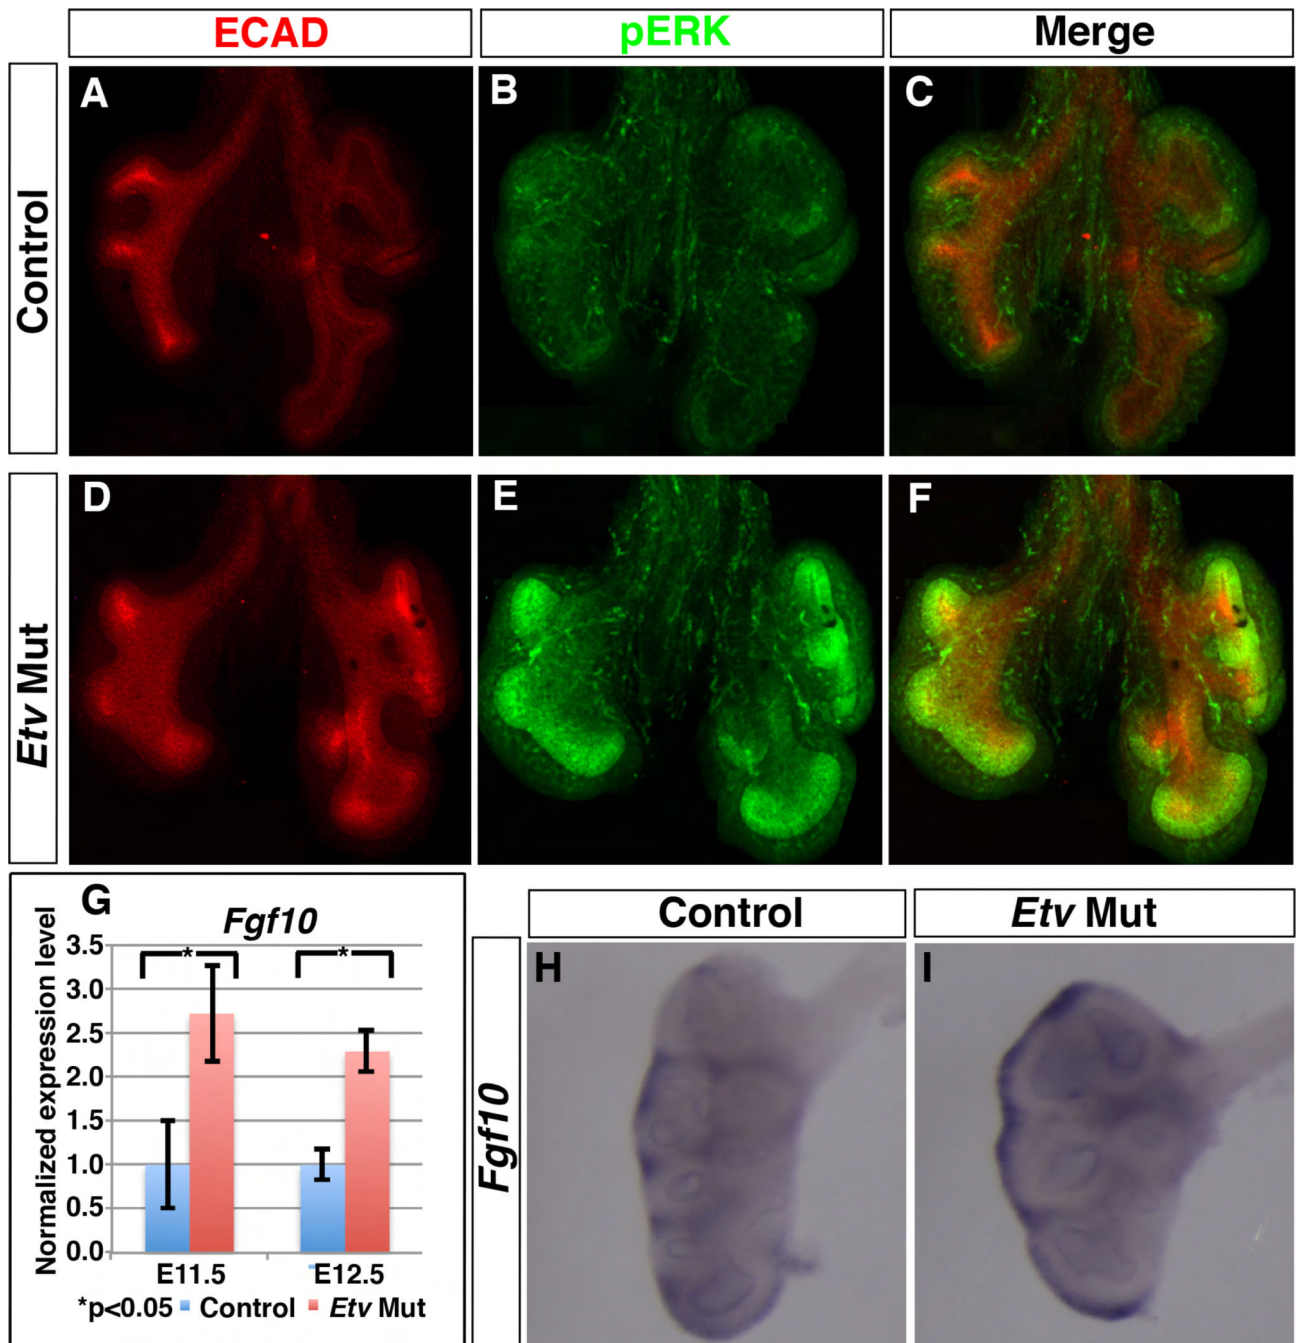 ECAD pERK Merge
Control
A B C
Etv Mut
D E F
G
Fgf10
Normalized expression level
3.5
3.0
2.5
2.0
1.5
1.0
0.5
0.0
* *
E11.5 E12.5
*p<0.05 Control Etv Mut
Control Etv Mut
Fgf10
H I